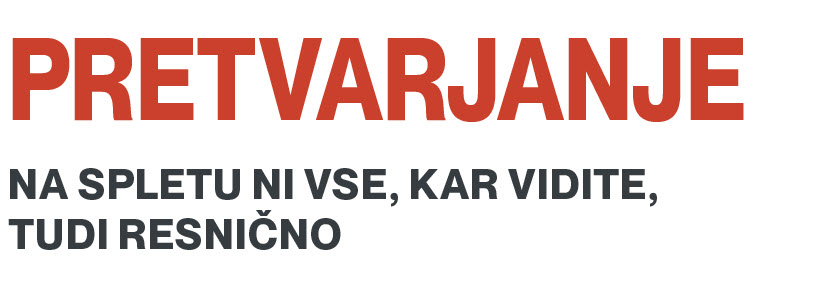 PRETVARJANJE
NA SPLETU NI VSE, KAR VIDITE,
TUDI RESNIČNO